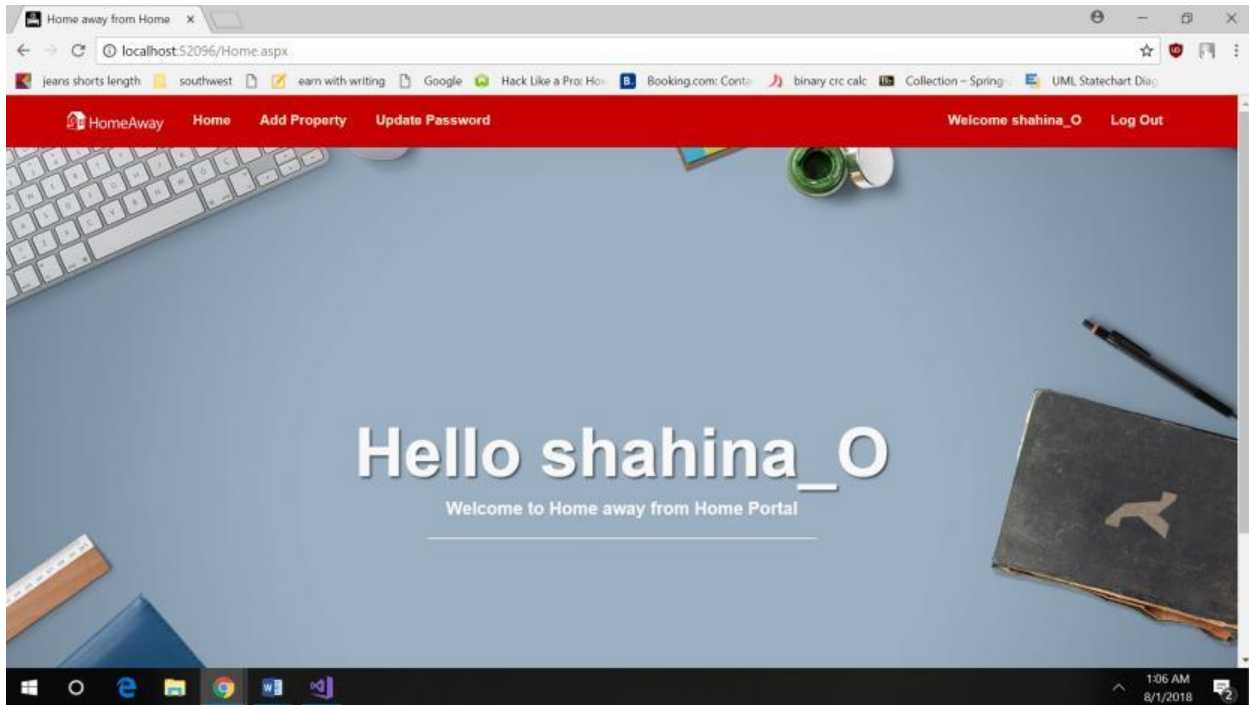 Home away from Home
localhost:52096/Home.aspx
jeans shorts length southwest earn with writing Google Hack Like a Pro: How Booking.com: Conta binary crc calc Collection – Spring UML Statechart Diag
HomeAway Home Add Property Update Password Welcome shahina_O Log Out
Hello shahina_O
Welcome to Home away from Home Portal
1:06 AM
8/1/2018
2